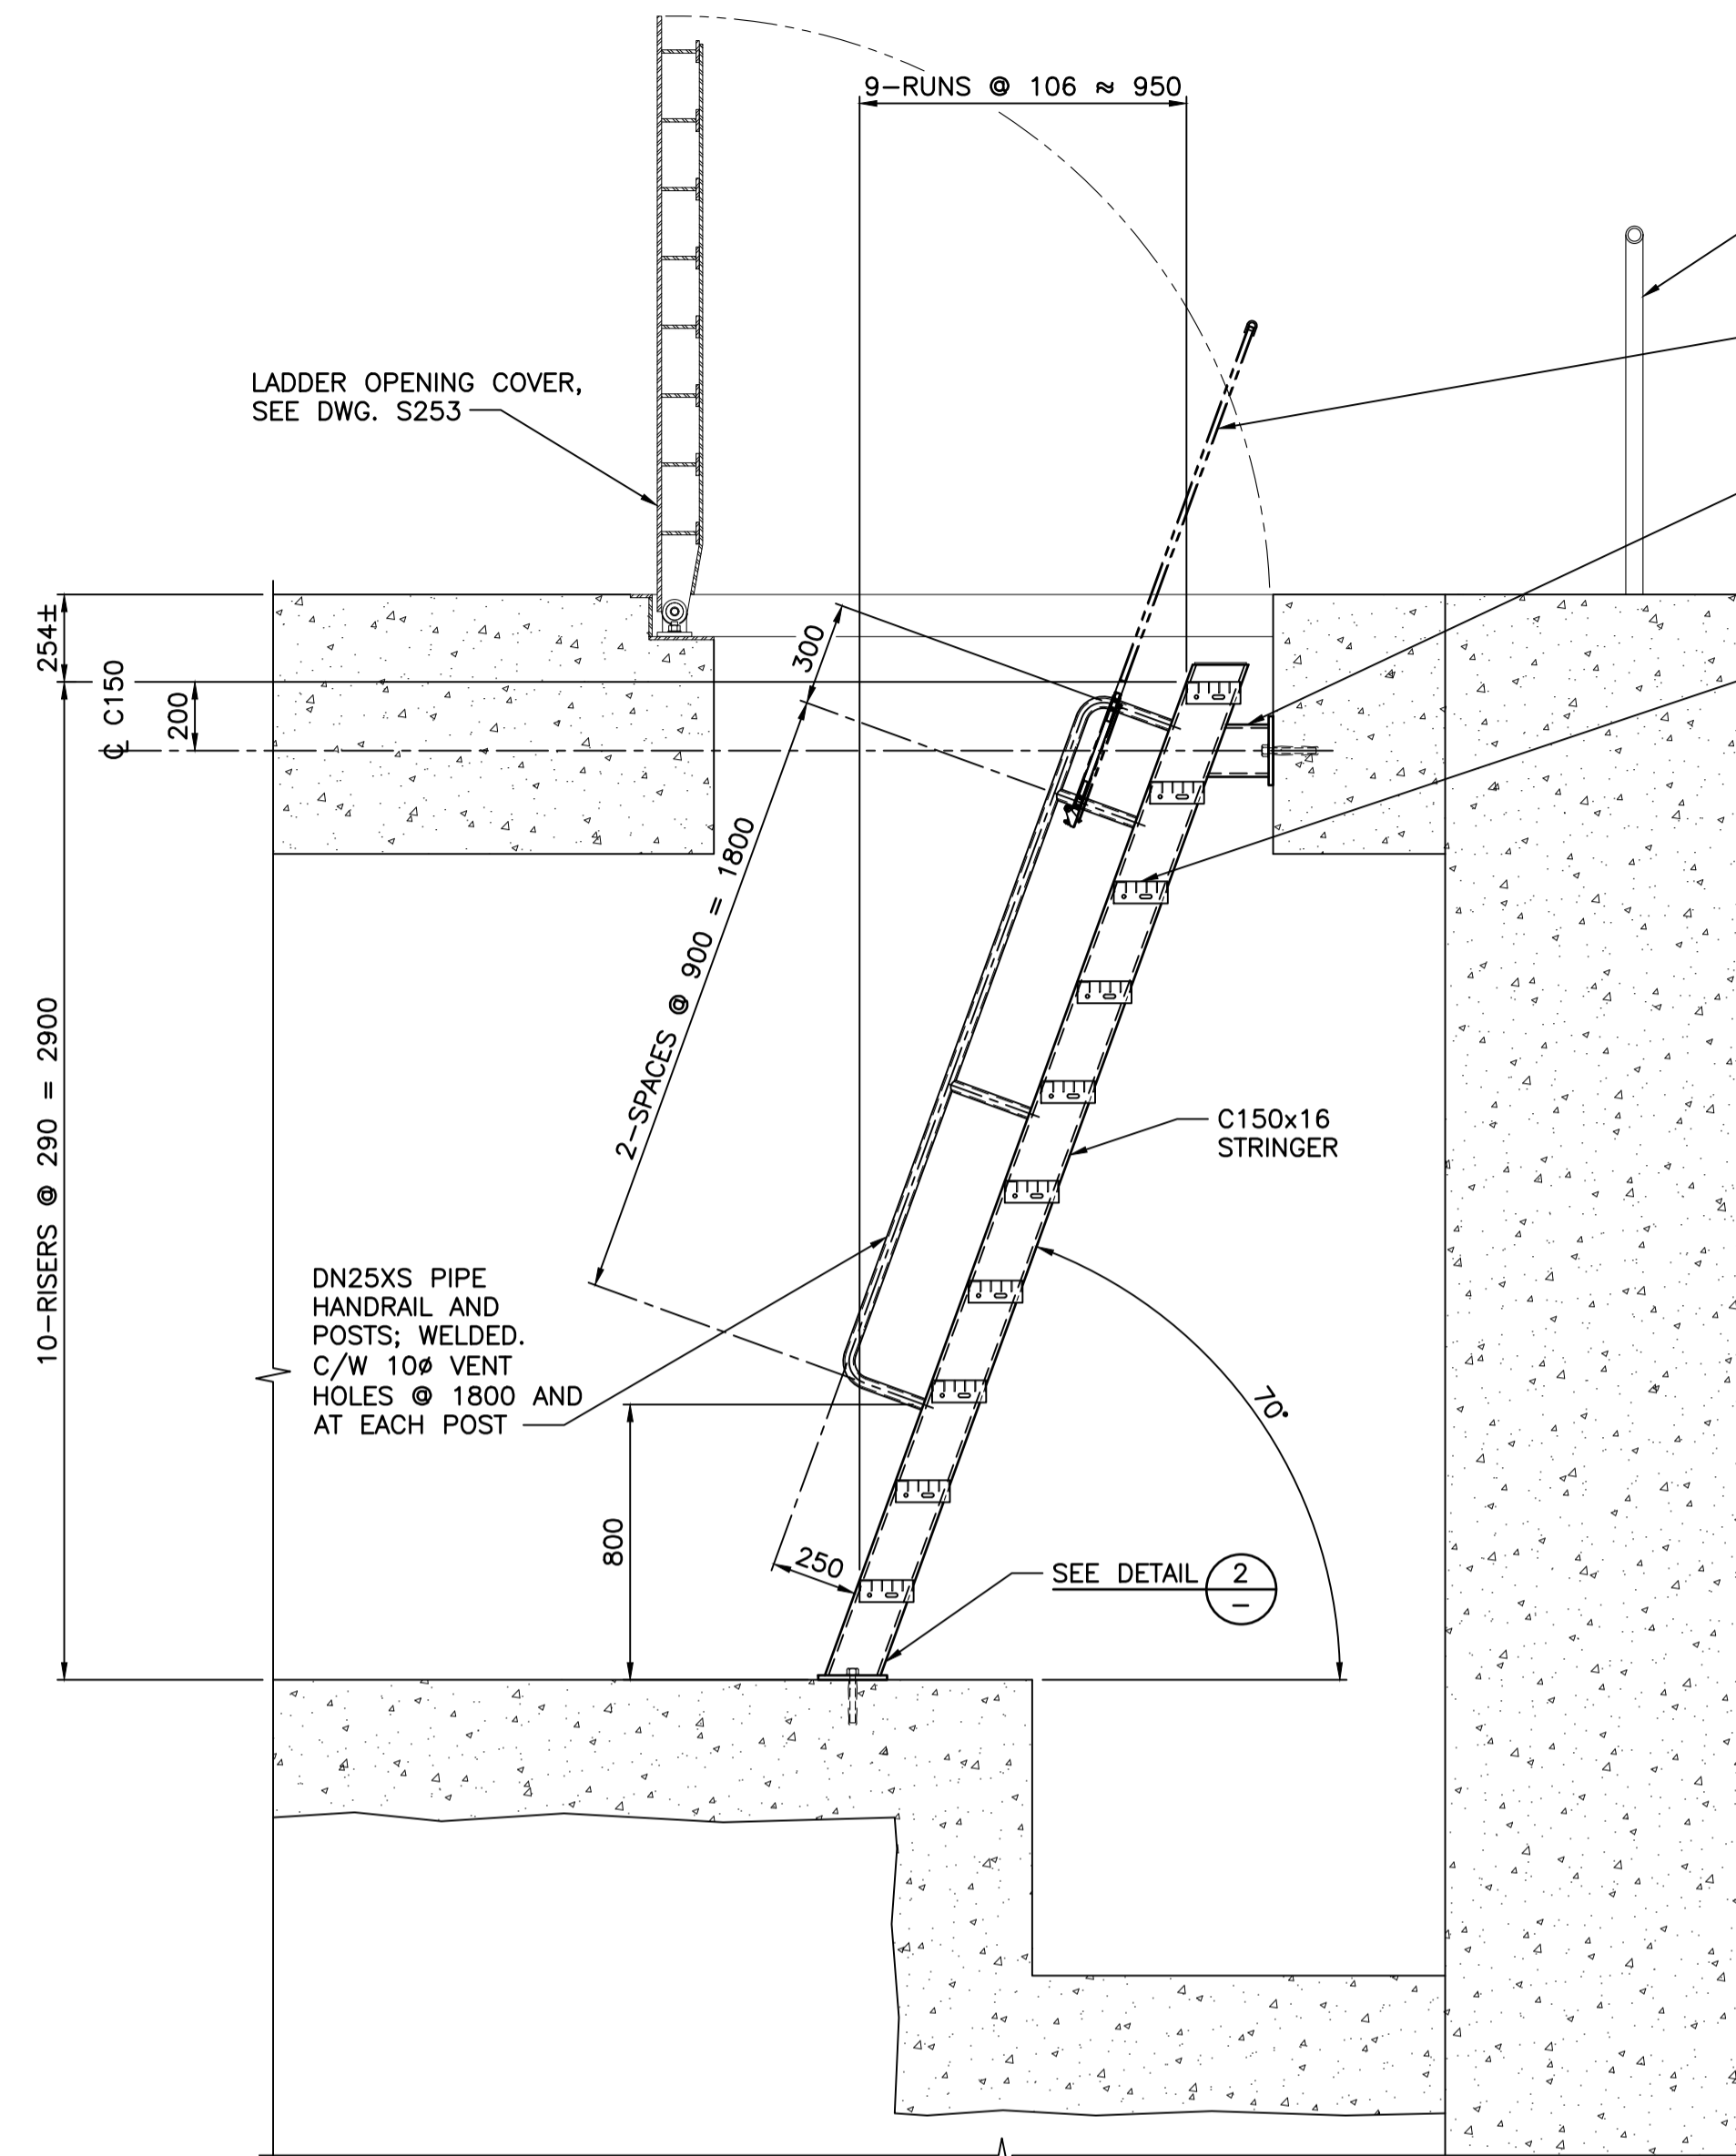 9-RUNS @ 106 ≈ 950
LADDER OPENING COVER,
SEE DWG. S253
254±
℄ C150
200
300
2-SPACES @ 900 = 1800
10-RISERS @ 290 = 2900
C150x16
STRINGER
DN25XS PIPE
HANDRAIL AND
POSTS; WELDED.
C/W 10ø VENT
HOLES @ 1800 AND
AT EACH POST
70°
800
250
SEE DETAIL 2
-